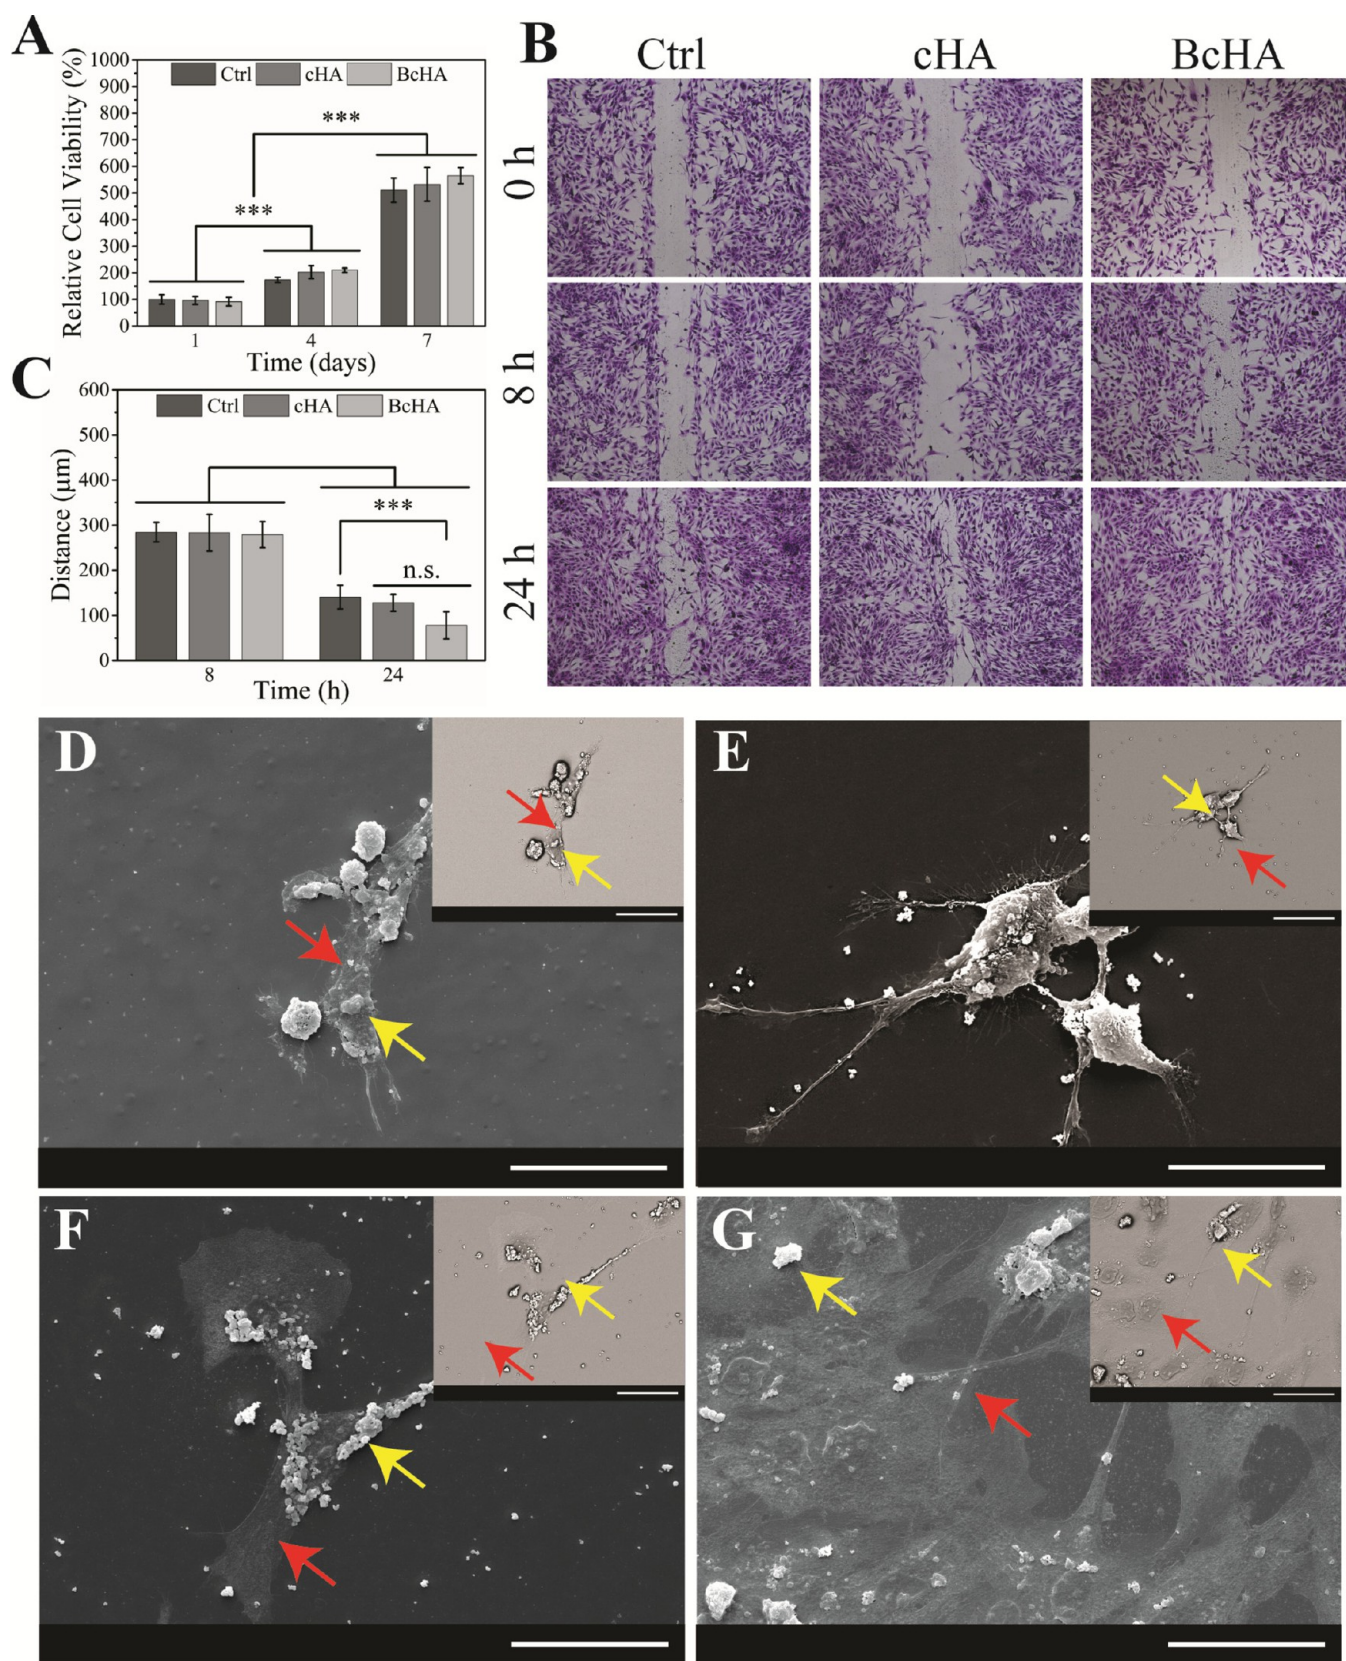 A
Relative Cell Viability (%)
1000
900
800
700
600
500
400
300
200
100
0
Ctrl cHA BcHA
***
***
1 4 7
Time (days)
B
Ctrl cHA BcHA
0 h
8 h
24 h
C
Distance (μm)
600
500
400
300
200
100
0
Ctrl cHA BcHA
***
n.s.
8 24
Time (h)
D
E
F
G